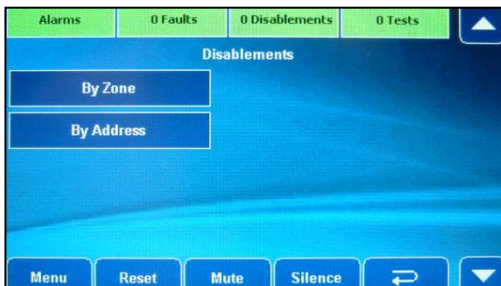 Alarms 0 Faults 0 Disablements 0 Tests
Disablements
By Zone
By Address
Menu Reset Mute Silence